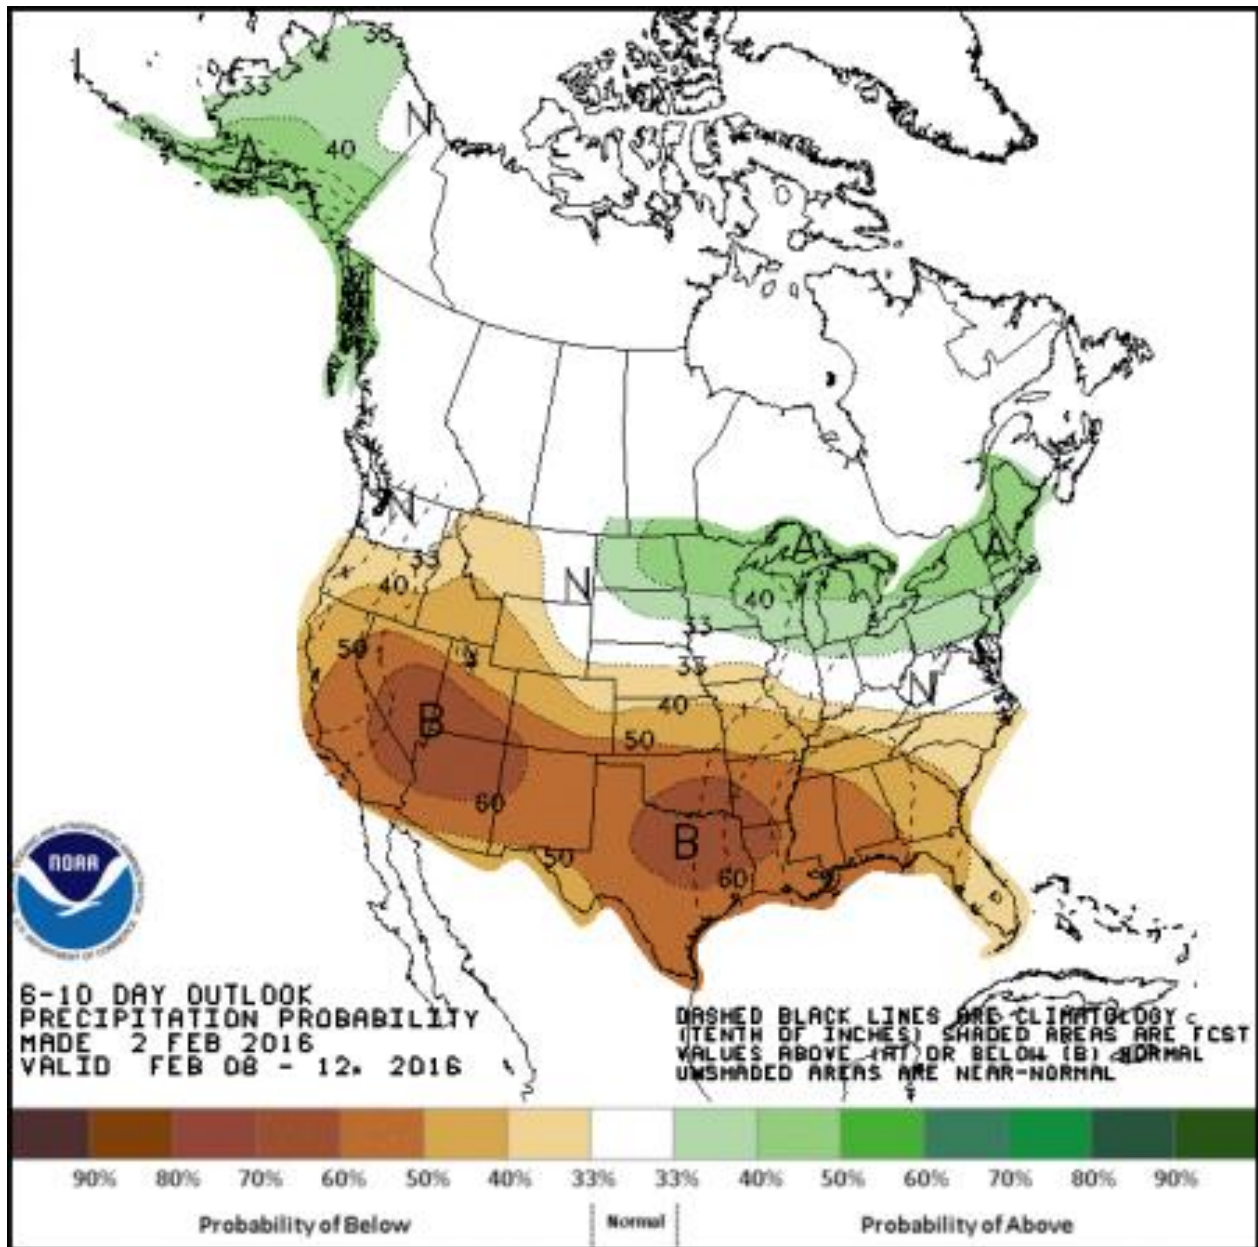 35
33
N
A
40
N
33
40
N
A
A
40
33
50
33
N
B
40
50
60
B
50
60
NOAA
6-10 DAY OUTLOOK
PRECIPITATION PROBABILITY
MADE 2 FEB 2016
VALID FEB 08 - 12, 2016
DASHED BLACK LINES ARE CLIMATOLOGY
(TENTH OF INCHES) SHADED AREAS ARE FCST
VALUES ABOVE (A) OR BELOW (B) NORMAL
UNSHADED AREAS ARE NEAR-NORMAL
90% 80% 70% 60% 50% 40% 33% 33% 40% 50% 60% 70% 80% 90%
Probability of Below Normal Probability of Above